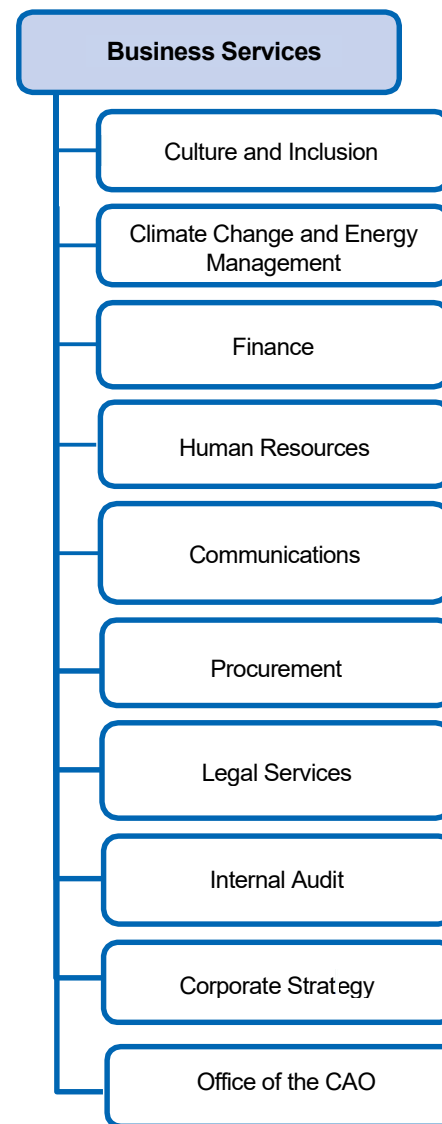 Business Services
Culture and Inclusion
Climate Change and Energy
Management
Finance
Human Resources
Communications
Procurement
Legal Services
Internal Audit
Corporate Strategy
Office of the CAO